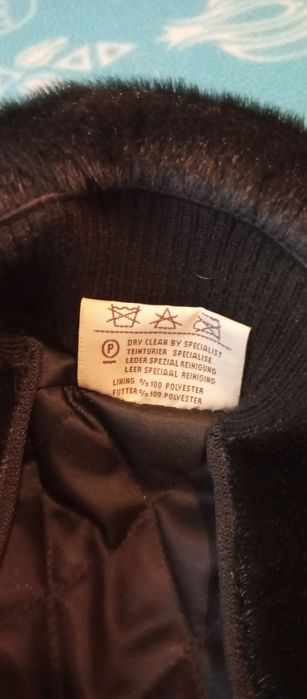 P
DRY CLEAN BY SPECIALIST
TEINTURIER SPECIALISE
LEDER SPEZIAL REINIGUNG
LEER SPECIAAL REINIGING
LINING %100 POLYESTER
FUTTER %100 POLYESTER